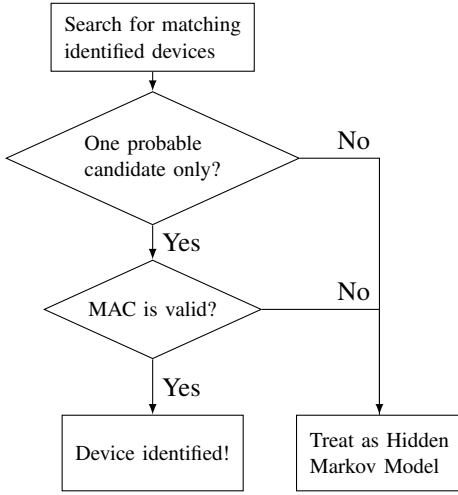 Search for matching
identified devices
One probable
candidate only?
No
Yes
MAC is valid?
No
Yes
Device identified!
Treat as Hidden
Markov Model